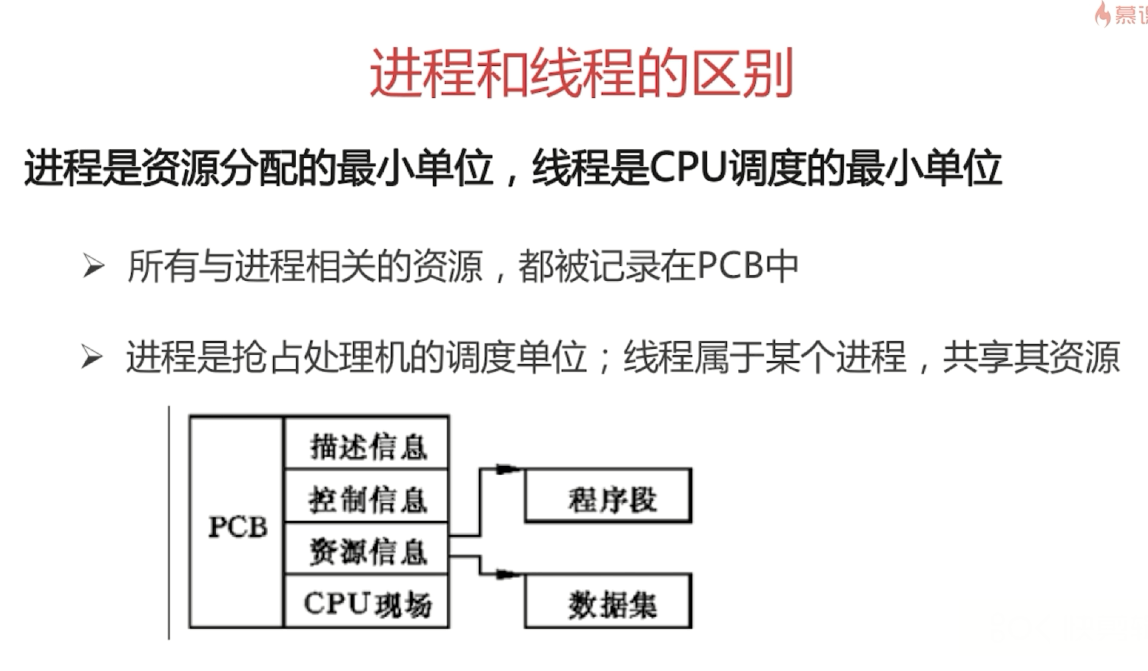 慕课
进程和线程的区别
进程是资源分配的最小单位，线程是CPU调度的最小单位
所有与进程相关的资源，都被记录在PCB中
进程是抢占处理机的调度单位；线程属于某个进程，共享其资源
PCB
描述信息
控制信息
资源信息
CPU现场
程序段
数据集